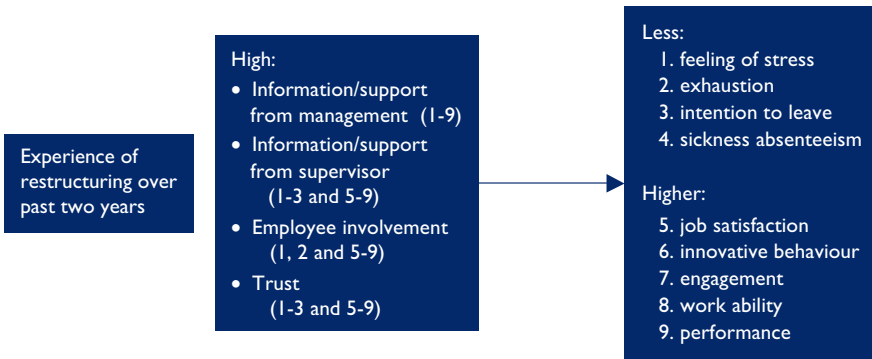 Experience of
restructuring over
past two years
High:
• Information/support
from management (1-9)
• Information/support
from supervisor
(1-3 and 5-9)
• Employee involvement
(1, 2 and 5-9)
• Trust
(1-3 and 5-9)
Less:
1. feeling of stress
2. exhaustion
3. intention to leave
4. sickness absenteeism
Higher:
5. job satisfaction
6. innovative behaviour
7. engagement
8. work ability
9. performance